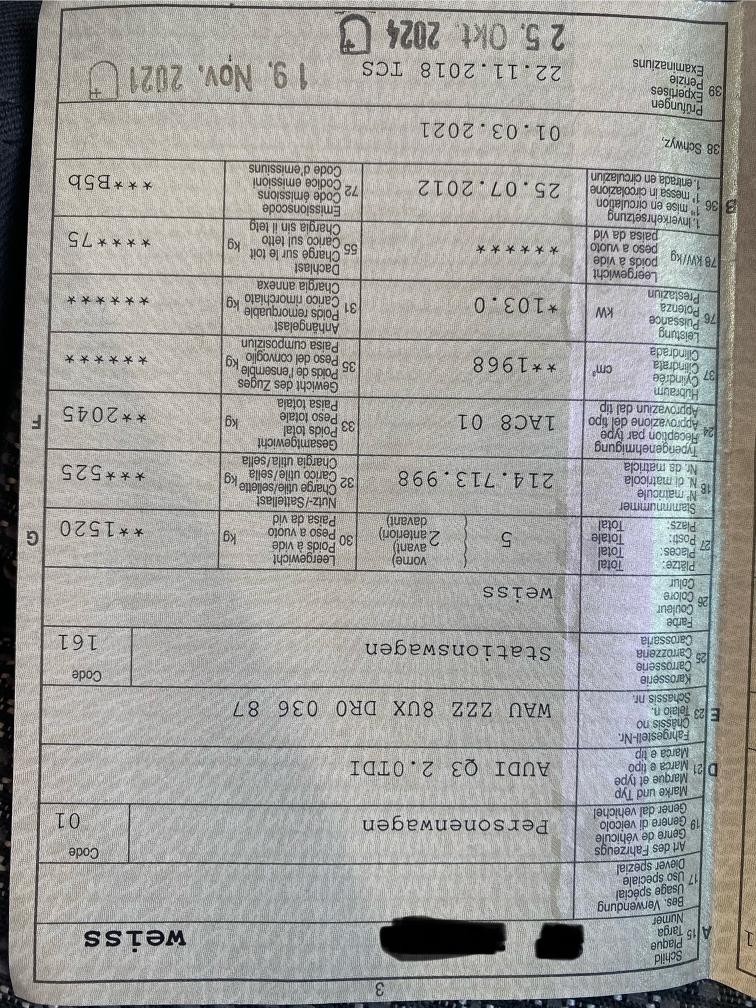 3
A 15 Schild
Plaque
Targa
Numer
weiss
17 Bes. Verwendung
Usage spécial
Uso speciale
Diever spezial
19 Art des Fahrzeugs
Genre de véhicule
Genere di veicolo
Gener dal vehichel
Personenwagen
Code
01
D 21 Marke und Typ
Marque et type
Marca e tipo
Marca e tip
AUDI Q3 2.0TDI
E 23 Fahrgestell-Nr.
Châssis no
Telaio n.
Schassis nr.
WAU ZZZ 8UX DR0 036 87
25 Karosserie
Carrosserie
Carrozzeria
Carossaria
Stationswagen
Code
161
26 Farbe
Couleur
Colore
Colur
weiss
27 Plätze: Total
Places: Total
Posti: Totale
Plazs: Total
5
vorne)
avant)
2 anteriori)
davant)
30 Leergewicht
Poids à vide
Peso a vuoto kg
Paisa da vid
**1520
G
18 Stammnummer
N° matricule
N. di matricola
Nr. da matricla
214.713.998
32 Nutz-/Sattellast
Charge utile/sellette
Carico utile/sella kg
Chargia utila/sella
***525
24 Typengenehmigung
Réception par type
Approvazione del tipo
Approvaziun dal tip
1AC8 01
33 Gesamtgewicht
Poids total
Peso totale kg
Paisa totala
**2045
F
37 Hubraum
Cylindrée
Cilindrata cm³
Cilindrada
**1968
35 Gewicht des Zuges
Poids de l'ensemble
Peso del convoglio kg
Paisa cumposiziun
******
76 Leistung
Puissance
Potenza kW
Prestaziun
*103.0
31 Anhängelast
Poids remorquable
Carico rimorchiato kg
Chargia annexa
******
78 kW/kg Leergewicht
poids à vide
peso a vuoto
paisa da vid
*******
55 Dachlast
Charge sur le toit
Carico sul tetto kg
Chargia sin il tetg
****75
B 36 1. Inverkehrsetzung
1re mise en circulation
1a messa in circolazione
1. entrada en circulaziun
25.07.2012
72 Emissionscode
Code émissions
Codice emissioni
Code d'emissiuns
***B5b
38 Schwyz,
01.03.2021
39 Prüfungen
Expertises
Perizie
Examinaziuns
22.11.2018 TCS
19. Nov. 2021
25. Okt. 2024